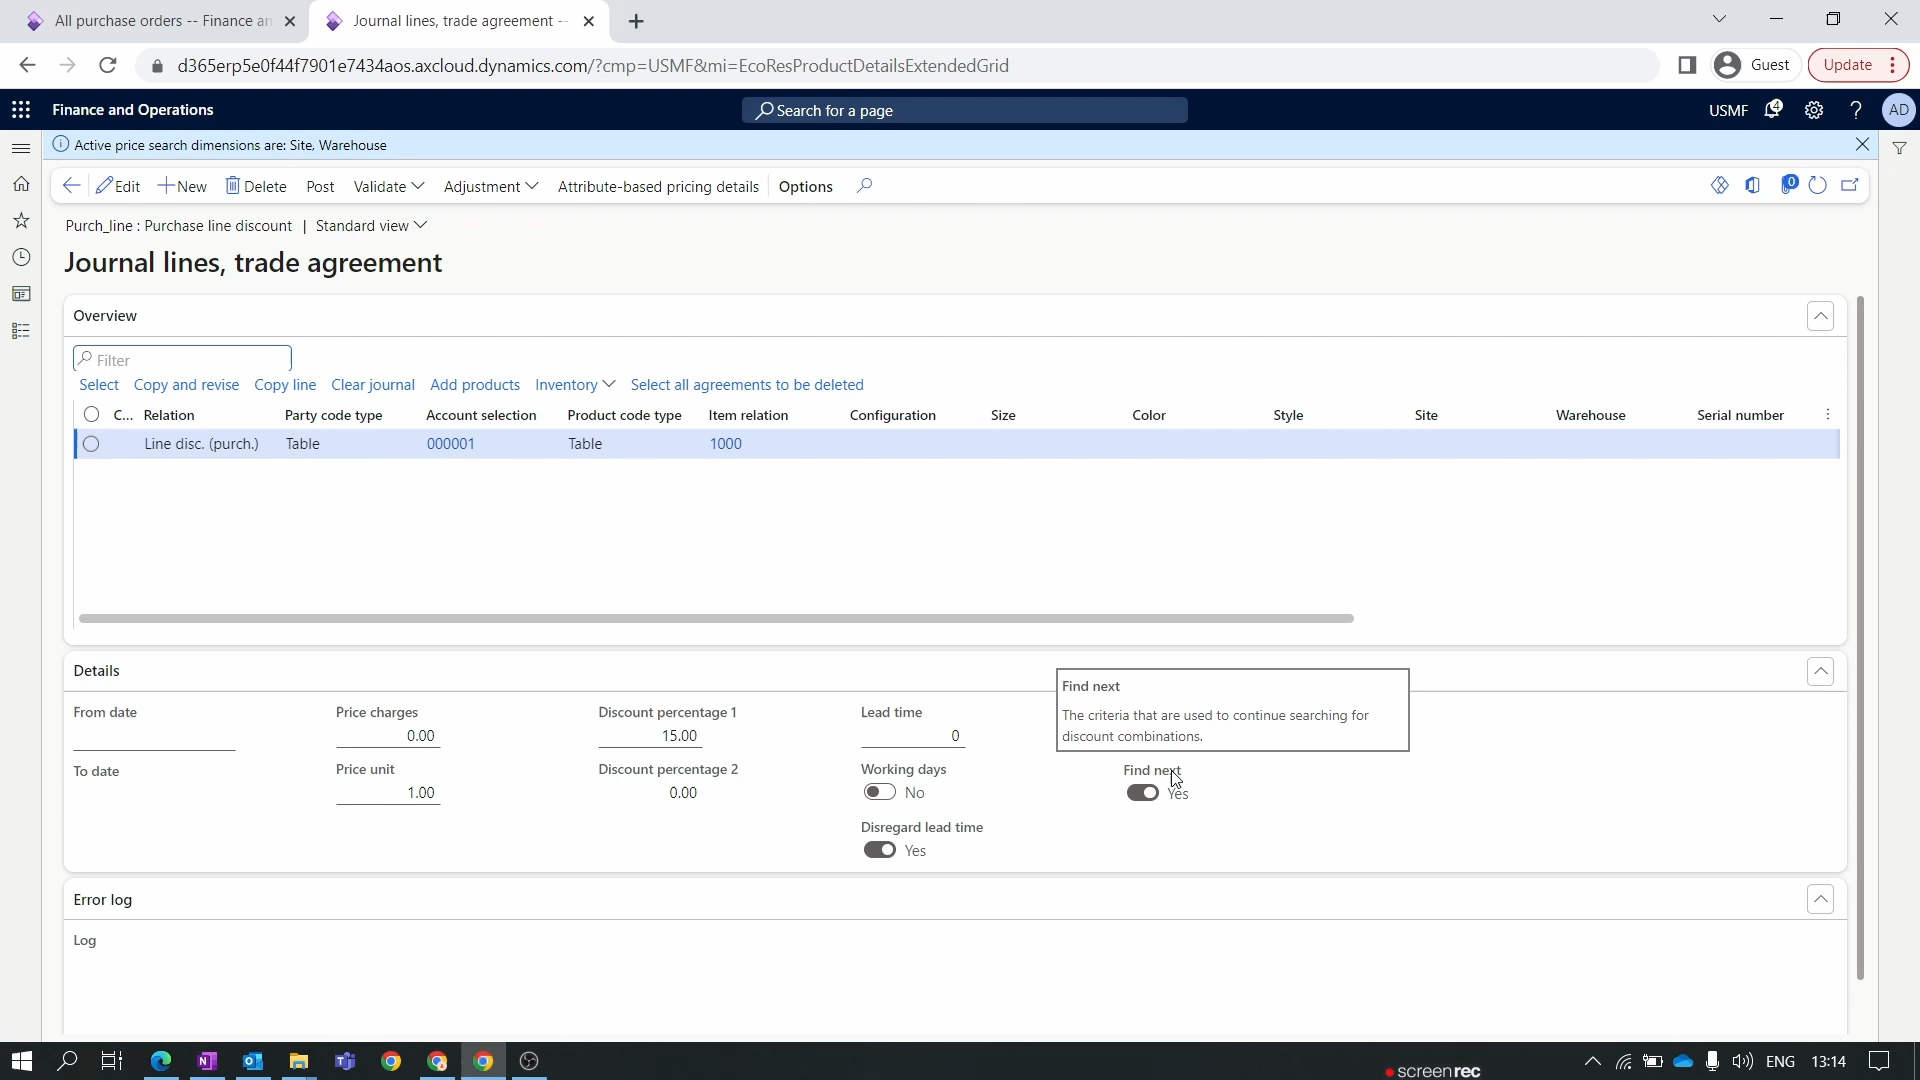 All purchase orders -- Finance an
Journal lines, trade agreement --
d365erp5e0f44f7901e7434aos.axcloud.dynamics.com/?cmp=USMF&mi=EcoResProductDetailsExtendedGrid
Guest
Update
Finance and Operations
Search for a page
USMF
4
?
AD
Active price search dimensions are: Site, Warehouse
Edit
New
Delete
Post
Validate
Adjustment
Attribute-based pricing details
Options
0
Purch_line : Purchase line discount | Standard view
Journal lines, trade agreement
Overview
Filter
Select
Copy and revise
Copy line
Clear journal
Add products
Inventory
Select all agreements to be deleted
C... Relation Party code type Account selection Product code type Item relation Configuration Size Color Style Site Warehouse Serial number
Line disc. (purch.) Table 000001 Table 1000
Details
From date
To date
Price charges
0.00
Price unit
1.00
Discount percentage 1
15.00
Discount percentage 2
0.00
Lead time
0
Working days
No
Disregard lead time
Yes
Find next
The criteria that are used to continue searching for
discount combinations.
Find next
Yes
Error log
Log
screenrec
ENG
13:14